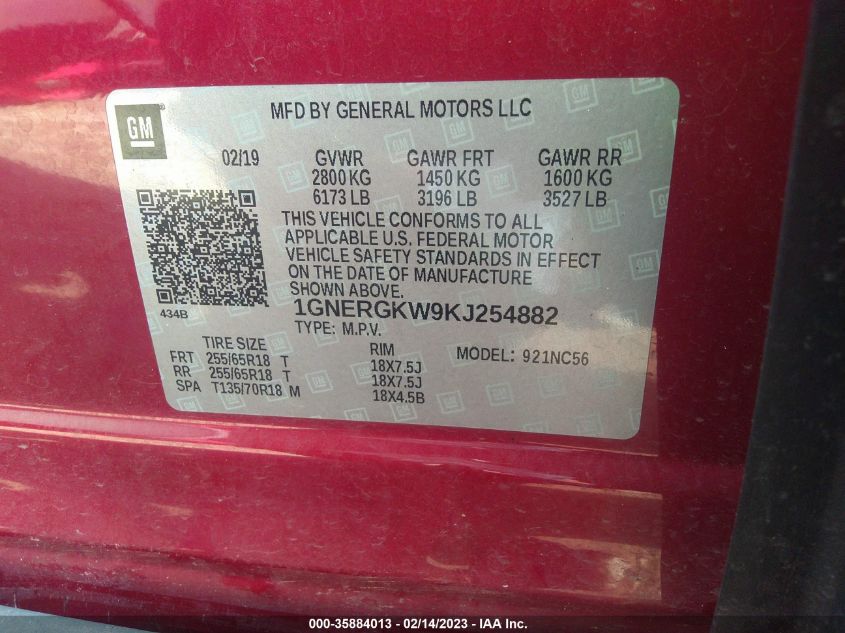 GM
MFD BY GENERAL MOTORS LLC
02/19 GVWR GAWR FRT GAWR RR
2800 KG 1450 KG 1600 KG
6173 LB 3196 LB 3527 LB
THIS VEHICLE CONFORMS TO ALL
APPLICABLE U.S. FEDERAL MOTOR
VEHICLE SAFETY STANDARDS IN EFFECT
ON THE DATE OF MANUFACTURE
SHOWN ABOVE.
434B
1GNERGKW9KJ254882
TYPE: M.P.V.
TIRE SIZE RIM MODEL: 921NC56
FRT 255/65R18 T 18X7.5J
RR 255/65R18 T 18X7.5J
SPA T135/70R18 M 18X4.5B
000-35884013 - 02/14/2023 - IAA Inc.